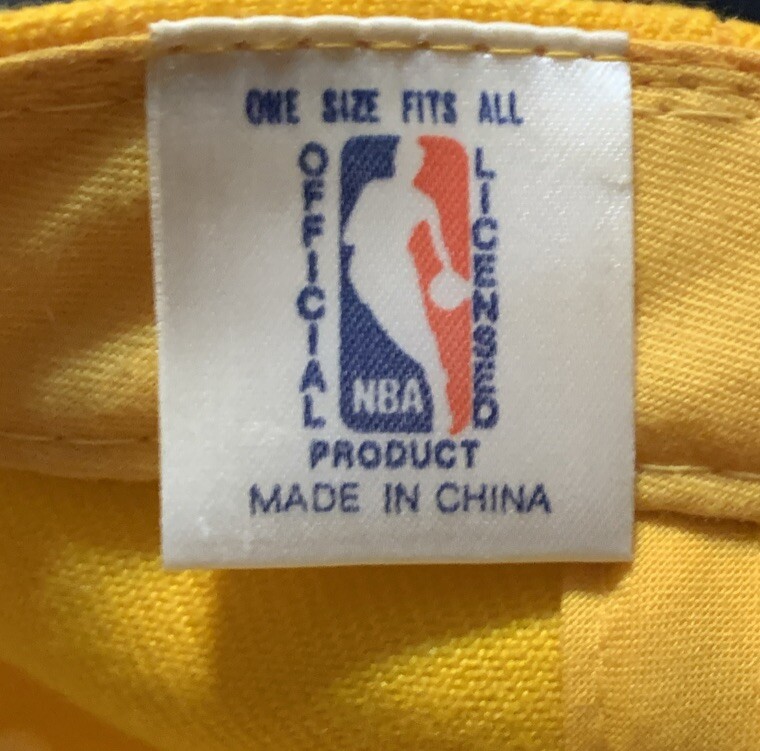 ONE SIZE FITS ALL
OFFICIAL
NBA
LICENSED
PRODUCT
MADE IN CHINA